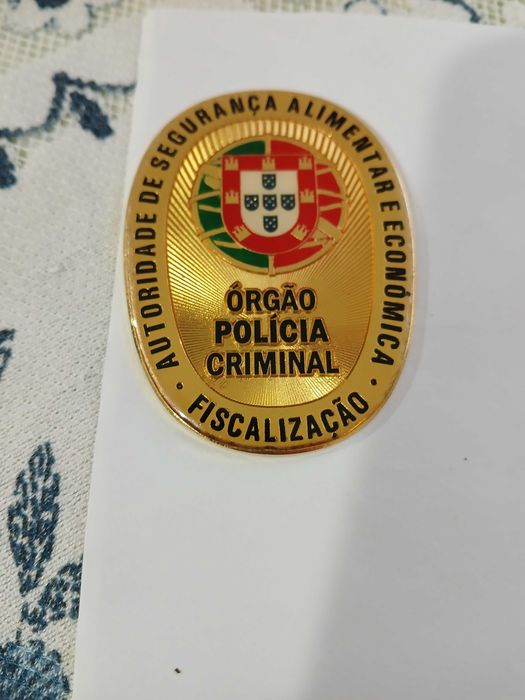 AUTORIDADE DE SEGURANÇA ALIMENTAR E ECONÓMICA
ÓRGÃO
POLÍCIA
CRIMINAL
· FISCALIZAÇÃO ·